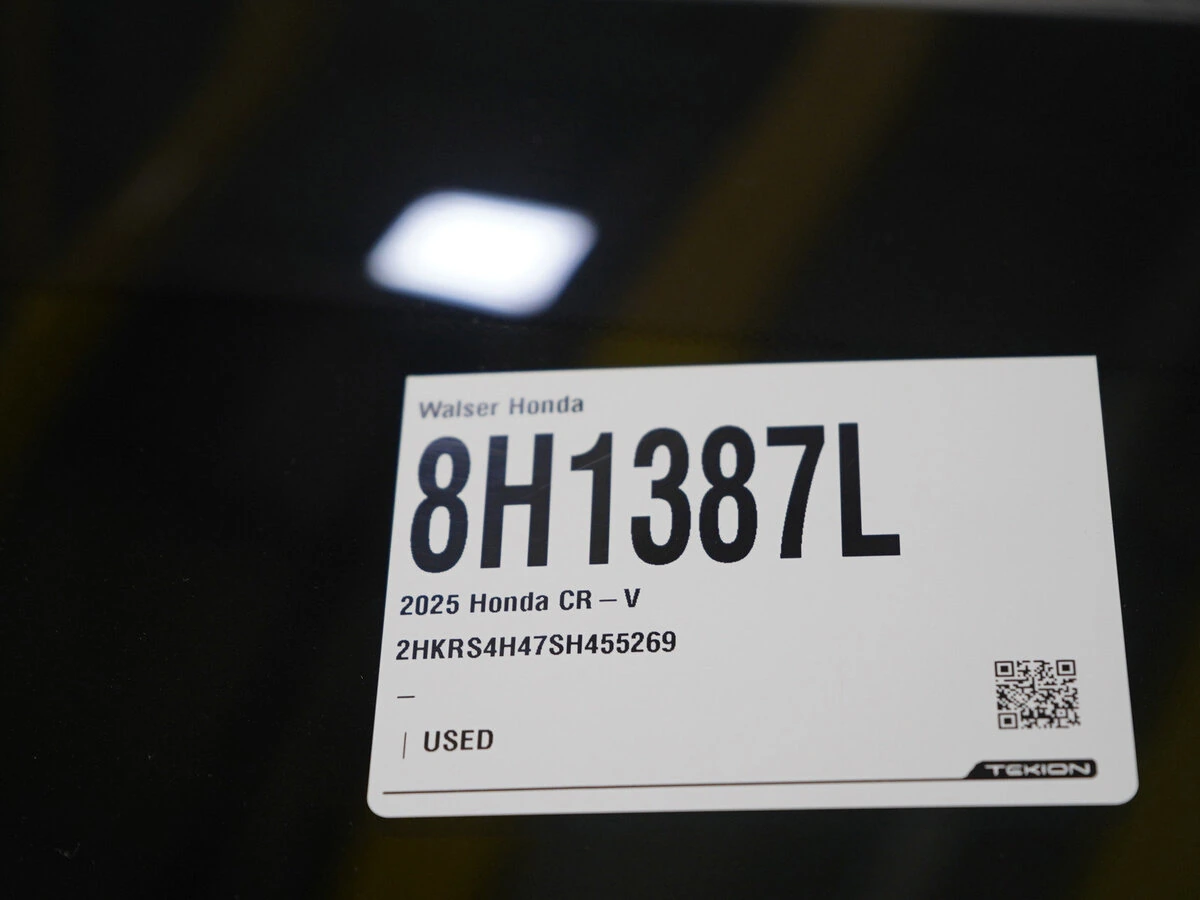 Walser Honda
8H1387L
2025 Honda CR – V
2HKRS4H47SH455269
–
| USED
TEKION